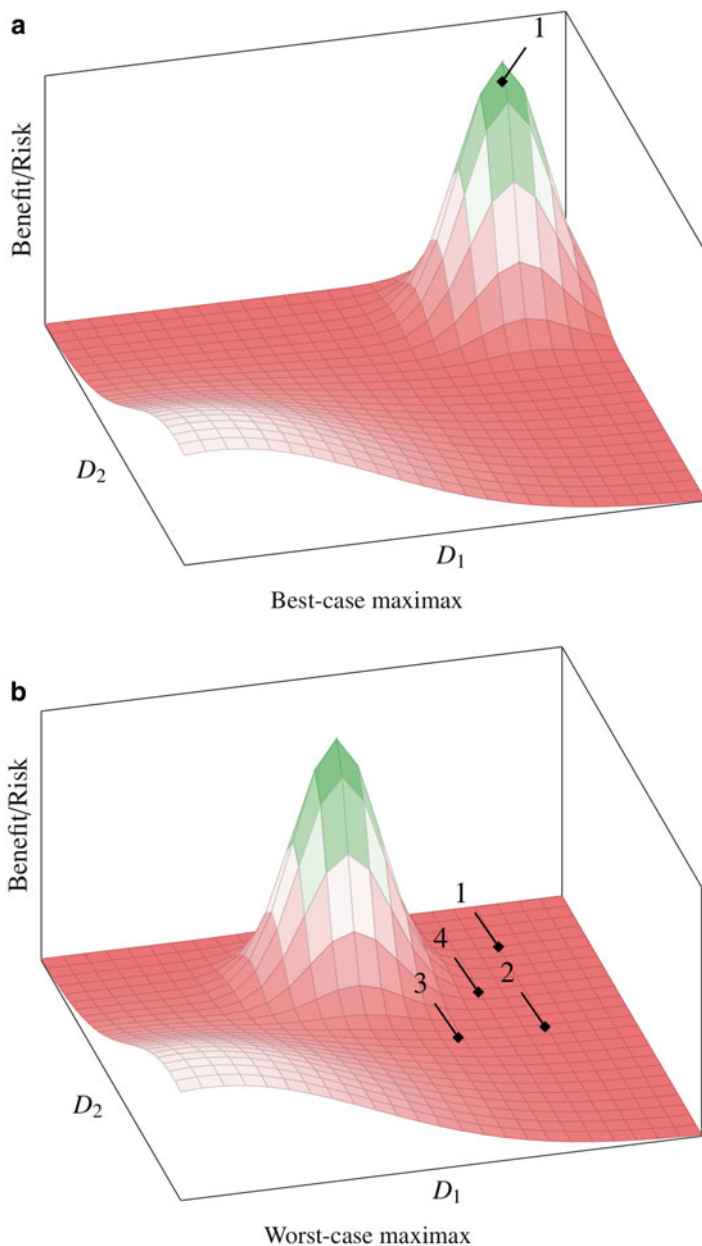 a
1
Benefit/Risk
D2
D1
Best-case maximax
b
Benefit/Risk
1
4
3
2
D2
D1
Worst-case maximax